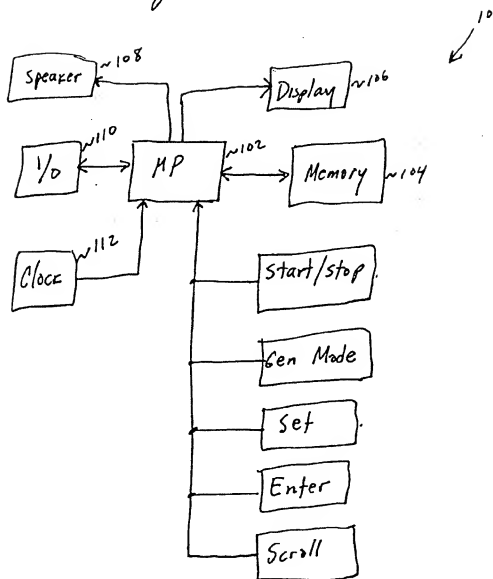 10
Speaker
~108
Display
~106
~110
I/O
MP
~102
Memory
~104
~112
Clock
Start/stop
Gen Mode
Set
Enter
Scroll